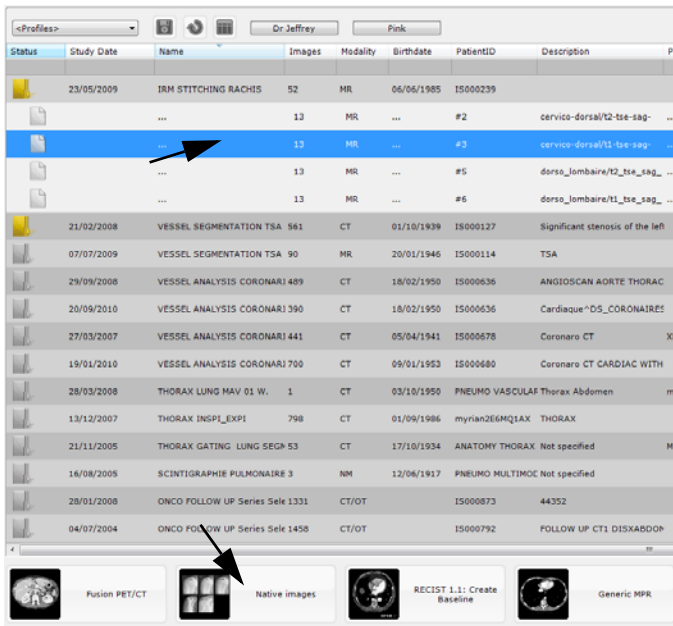 <Profiles> Dr Jeffrey Pink
Status Study Date Name Images Modality Birthdate PatientID Description P
23/05/2009 IRM STITCHING RACHIS 52 MR 06/06/1985 IS000239
... 13 MR ... #2 cervico-dorsal/t2-tse-sag- ...
... 13 MR ... #3 cervico-dorsal/t1-tse-sag- ...
... 13 MR ... #5 dorso_lombaire/t2_tse_sag_ ...
... 13 MR ... #6 dorso_lombaire/t1_tse_sag_ ...
21/02/2008 VESSEL SEGMENTATION TSA 561 CT 01/10/1939 IS000127 Significant stenosis of the left
07/07/2009 VESSEL SEGMENTATION TSA 90 MR 20/01/1946 IS000114 TSA
29/09/2008 VESSEL ANALYSIS CORONARI 489 CT 18/02/1950 IS000636 ANGIOSCAN AORTE THORAC
20/09/2010 VESSEL ANALYSIS CORONARI 390 CT 18/02/1950 IS000636 Cardiaque^DS_CORONAIRES
27/03/2007 VESSEL ANALYSIS CORONARI 441 CT 05/04/1941 IS000678 Coronaro CT X
19/01/2010 VESSEL ANALYSIS CORONARI 700 CT 09/01/1953 IS000680 Coronaro CT CARDIAC WITH
28/03/2008 THORAX LUNG MAV 01 W. 1 CT 03/10/1950 PNEUMO VASCULAR Thorax Abdomen m
13/12/2007 THORAX INSPI_EXPI 798 CT 01/09/1986 myrian2E6MQ1AX THORAX
21/11/2005 THORAX GATING LUNG SEGN 53 CT 17/10/1934 ANATOMY THORAX Not specified M
16/08/2005 SCINTIGRAPHIE PULMONAIRE 3 NM 12/06/1917 PNEUMO MULTIMOD Not specified
28/01/2008 ONCO FOLLOW UP Series Sele 1331 CT/OT IS000873 44352
04/07/2004 ONCO FOLLOW UP Series Sele 1458 CT/OT IS000792 FOLLOW UP CT1 DISXABDON
Fusion PET/CT Native images RECIST 1.1: Create Generic MPR
Baseline